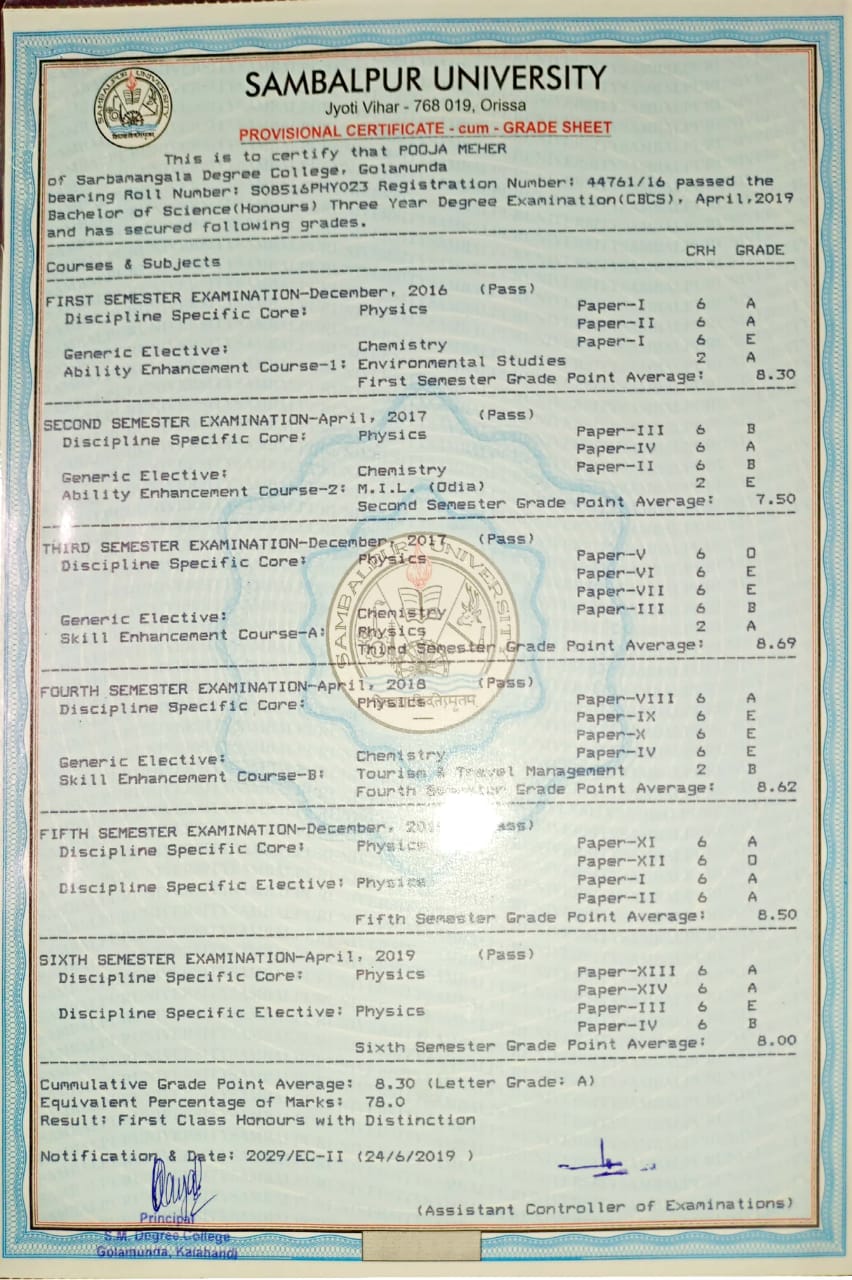 SAMBALPUR UNIVERSITY
Jyoti Vihar - 768 019, Orissa
PROVISIONAL CERTIFICATE - cum - GRADE SHEET
This is to certify that POOJA MEHER
of Sarbamangala Degree College, Golamunda
bearing Roll Number: S08516PHY023 Registration Number: 44761/16 passed the
Bachelor of Science(Honours) Three Year Degree Examination(CBCS), April,2019
and has secured following grades.
Courses & Subjects CRH GRADE
FIRST SEMESTER EXAMINATION-December, 2016 (Pass)
Discipline Specific Core: Physics Paper-I 6 A
Paper-II 6 A
Generic Elective: Chemistry Paper-I 6 E
Ability Enhancement Course-1: Environmental Studies 2 A
First Semester Grade Point Average: 8.30
SECOND SEMESTER EXAMINATION-April, 2017 (Pass)
Discipline Specific Core: Physics Paper-III 6 B
Paper-IV 6 A
Generic Elective: Chemistry Paper-II 6 B
Ability Enhancement Course-2: M.I.L. (Odia) 2 E
Second Semester Grade Point Average: 7.50
THIRD SEMESTER EXAMINATION-December, 2017 (Pass)
Discipline Specific Core: Physics Paper-V 6 O
Paper-VI 6 E
Paper-VII 6 E
Generic Elective: Chemistry Paper-III 6 B
Skill Enhancement Course-A: Physics 2 A
Third Semester Grade Point Average: 8.69
FOURTH SEMESTER EXAMINATION-April, 2018 (Pass)
Discipline Specific Core: Physics Paper-VIII 6 A
Paper-IX 6 E
Paper-X 6 E
Generic Elective: Chemistry Paper-IV 6 E
Skill Enhancement Course-B: Tourism & Travel Management 2 B
Fourth Semester Grade Point Average: 8.62
FIFTH SEMESTER EXAMINATION-December,
Discipline Specific Core: Physics Paper-XI 6 A
Paper-XII 6 O
Discipline Specific Elective: Physics Paper-I 6 A
Paper-II 6 A
Fifth Semester Grade Point Average: 8.50
SIXTH SEMESTER EXAMINATION-April, 2019 (Pass)
Discipline Specific Core: Physics Paper-XIII 6 A
Paper-XIV 6 A
Discipline Specific Elective: Physics Paper-III 6 E
Paper-IV 6 B
Sixth Semester Grade Point Average: 8.00
Cummulative Grade Point Average: 8.30 (Letter Grade: A)
Equivalent Percentage of Marks: 78.0
Result: First Class Honours with Distinction
Notification & Date: 2029/EC-II (24/6/2019 )
(Assistant Controller of Examinations)
Principal
S.M. Degree College
Golamunda, Kalahandi
SAMBALPUR UNIVERSITY